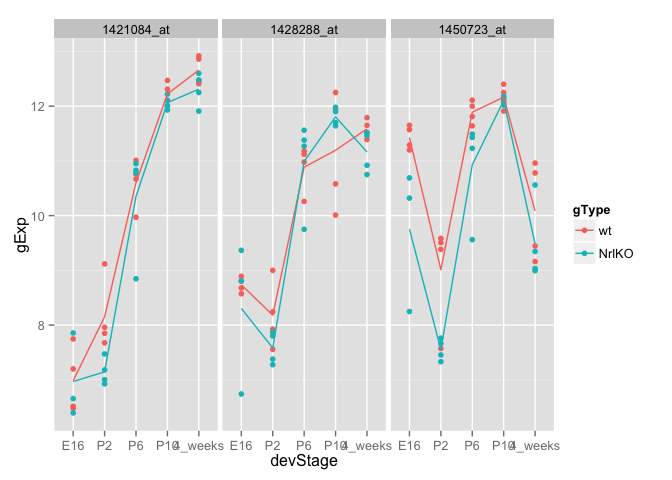 1421084_at 1428288_at 1450723_at
12
10
8
gExp
E16 P2 P6 P10 4_weeks E16 P2 P6 P10 4_weeks E16 P2 P6 P10 4_weeks
devStage
gType
wt
NrlKO